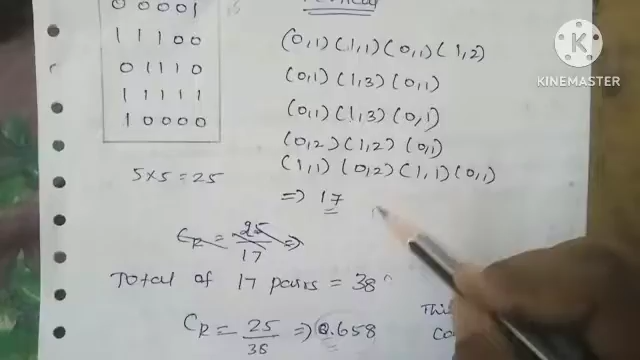 0 0 0 0 1
1 1 1 0 0
0 1 1 1 0
1 1 1 1 1
1 0 0 0 0
5×5=25
(0,1) (1,1) (0,1) (1,2)
(0,1) (1,3) (0,1)
(0,1) (1,3) (0,1)
(0,2) (1,2) (0,1)
(1,1) (0,2) (1,1) (0,1)
=> 17
CR = 25/17 =>
Total of 17 pairs = 38
CR = 25/38 => 0.658
KINEMASTER